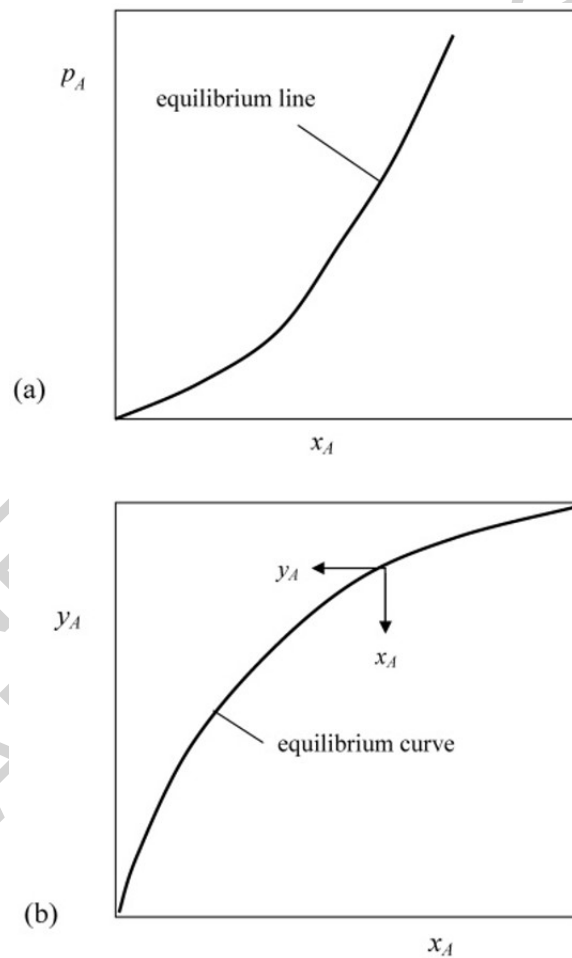 p_A
equilibrium line
(a)
x_A
y_A
y_A
x_A
equilibrium curve
(b)
x_A